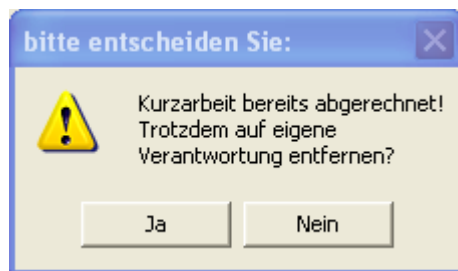 bitte entscheiden Sie:
Kurzarbeit bereits abgerechnet!
Trotzdem auf eigene
Verantwortung entfernen?
Ja Nein